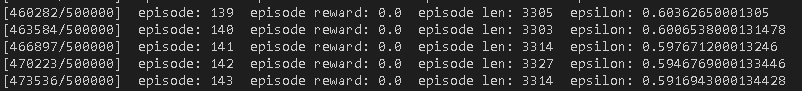 [460282/500000]  episode: 139  episode reward: 0.0  episode len: 3305  epsilon: 0.60362650001305
[463584/500000]  episode: 140  episode reward: 0.0  episode len: 3303  epsilon: 0.6006538000131478
[466897/500000]  episode: 141  episode reward: 0.0  episode len: 3314  epsilon: 0.5976712000013246
[470223/500000]  episode: 142  episode reward: 0.0  episode len: 3327  epsilon: 0.5946769000133446
[473536/500000]  episode: 143  episode reward: 0.0  episode len: 3314  epsilon: 0.5916943000134428